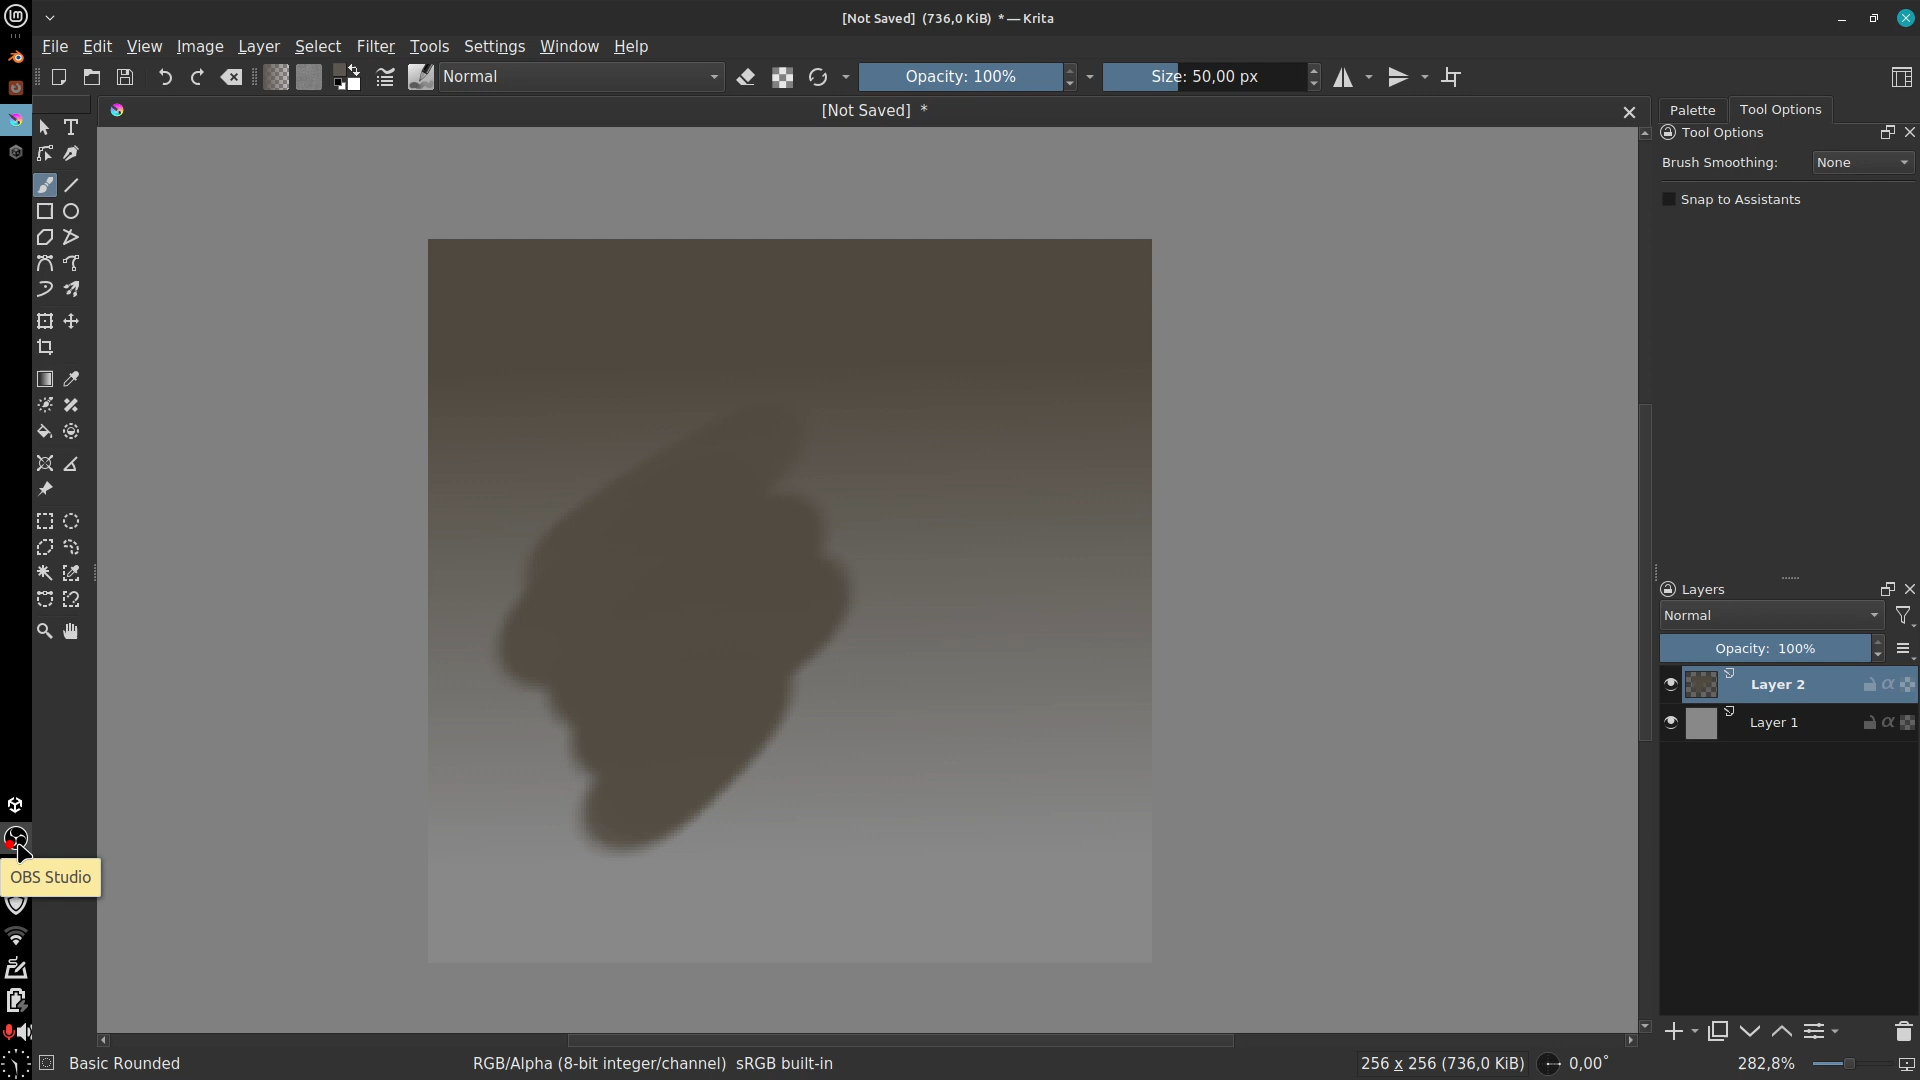 [Not Saved] (736,0 KiB) * — Krita
File Edit View Image Layer Select Filter Tools Settings Window Help
Normal Opacity: 100% Size: 50,00 px
[Not Saved] *
Palette Tool Options
Tool Options
Brush Smoothing: None
Snap to Assistants
Layers
Normal
Opacity: 100%
Layer 2
Layer 1
OBS Studio
Basic Rounded RGB/Alpha (8-bit integer/channel) sRGB built-in 256 x 256 (736,0 KiB) 0,00° 282,8%